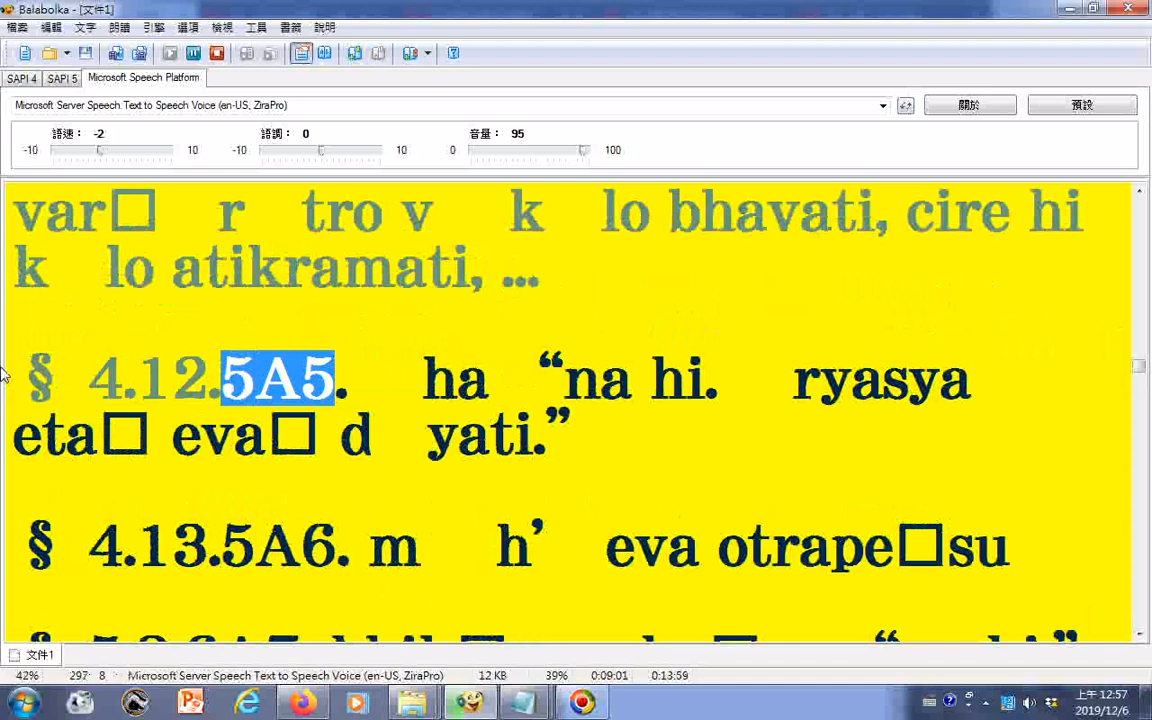 Balabolka - [文件1]
檔案 編輯 文字 朗讀 引擎 選項 檢視 工具 書籤 說明
SAPI 4 SAPI 5 Microsoft Speech Platform
Microsoft Server Speech Text to Speech Voice (en-US, ZiraPro) 關於 預設
語速: -2 語調: 0 音量: 95
-10 10 -10 10 0 100
var□ r tro v k lo bhavati, cire hi
k lo atikramati, ...
§ 4.12.5A5. ha “na hi. ryasya
eta□ eva□ d yati.”
§ 4.13.5A6. m h’ eva otrape□su
文件1
42% 297 8 Microsoft Server Speech Text to Speech Voice (en-US, ZiraPro) 12 KB 39% 0:09:01 0:13:59
上午 12:57
2019/12/6